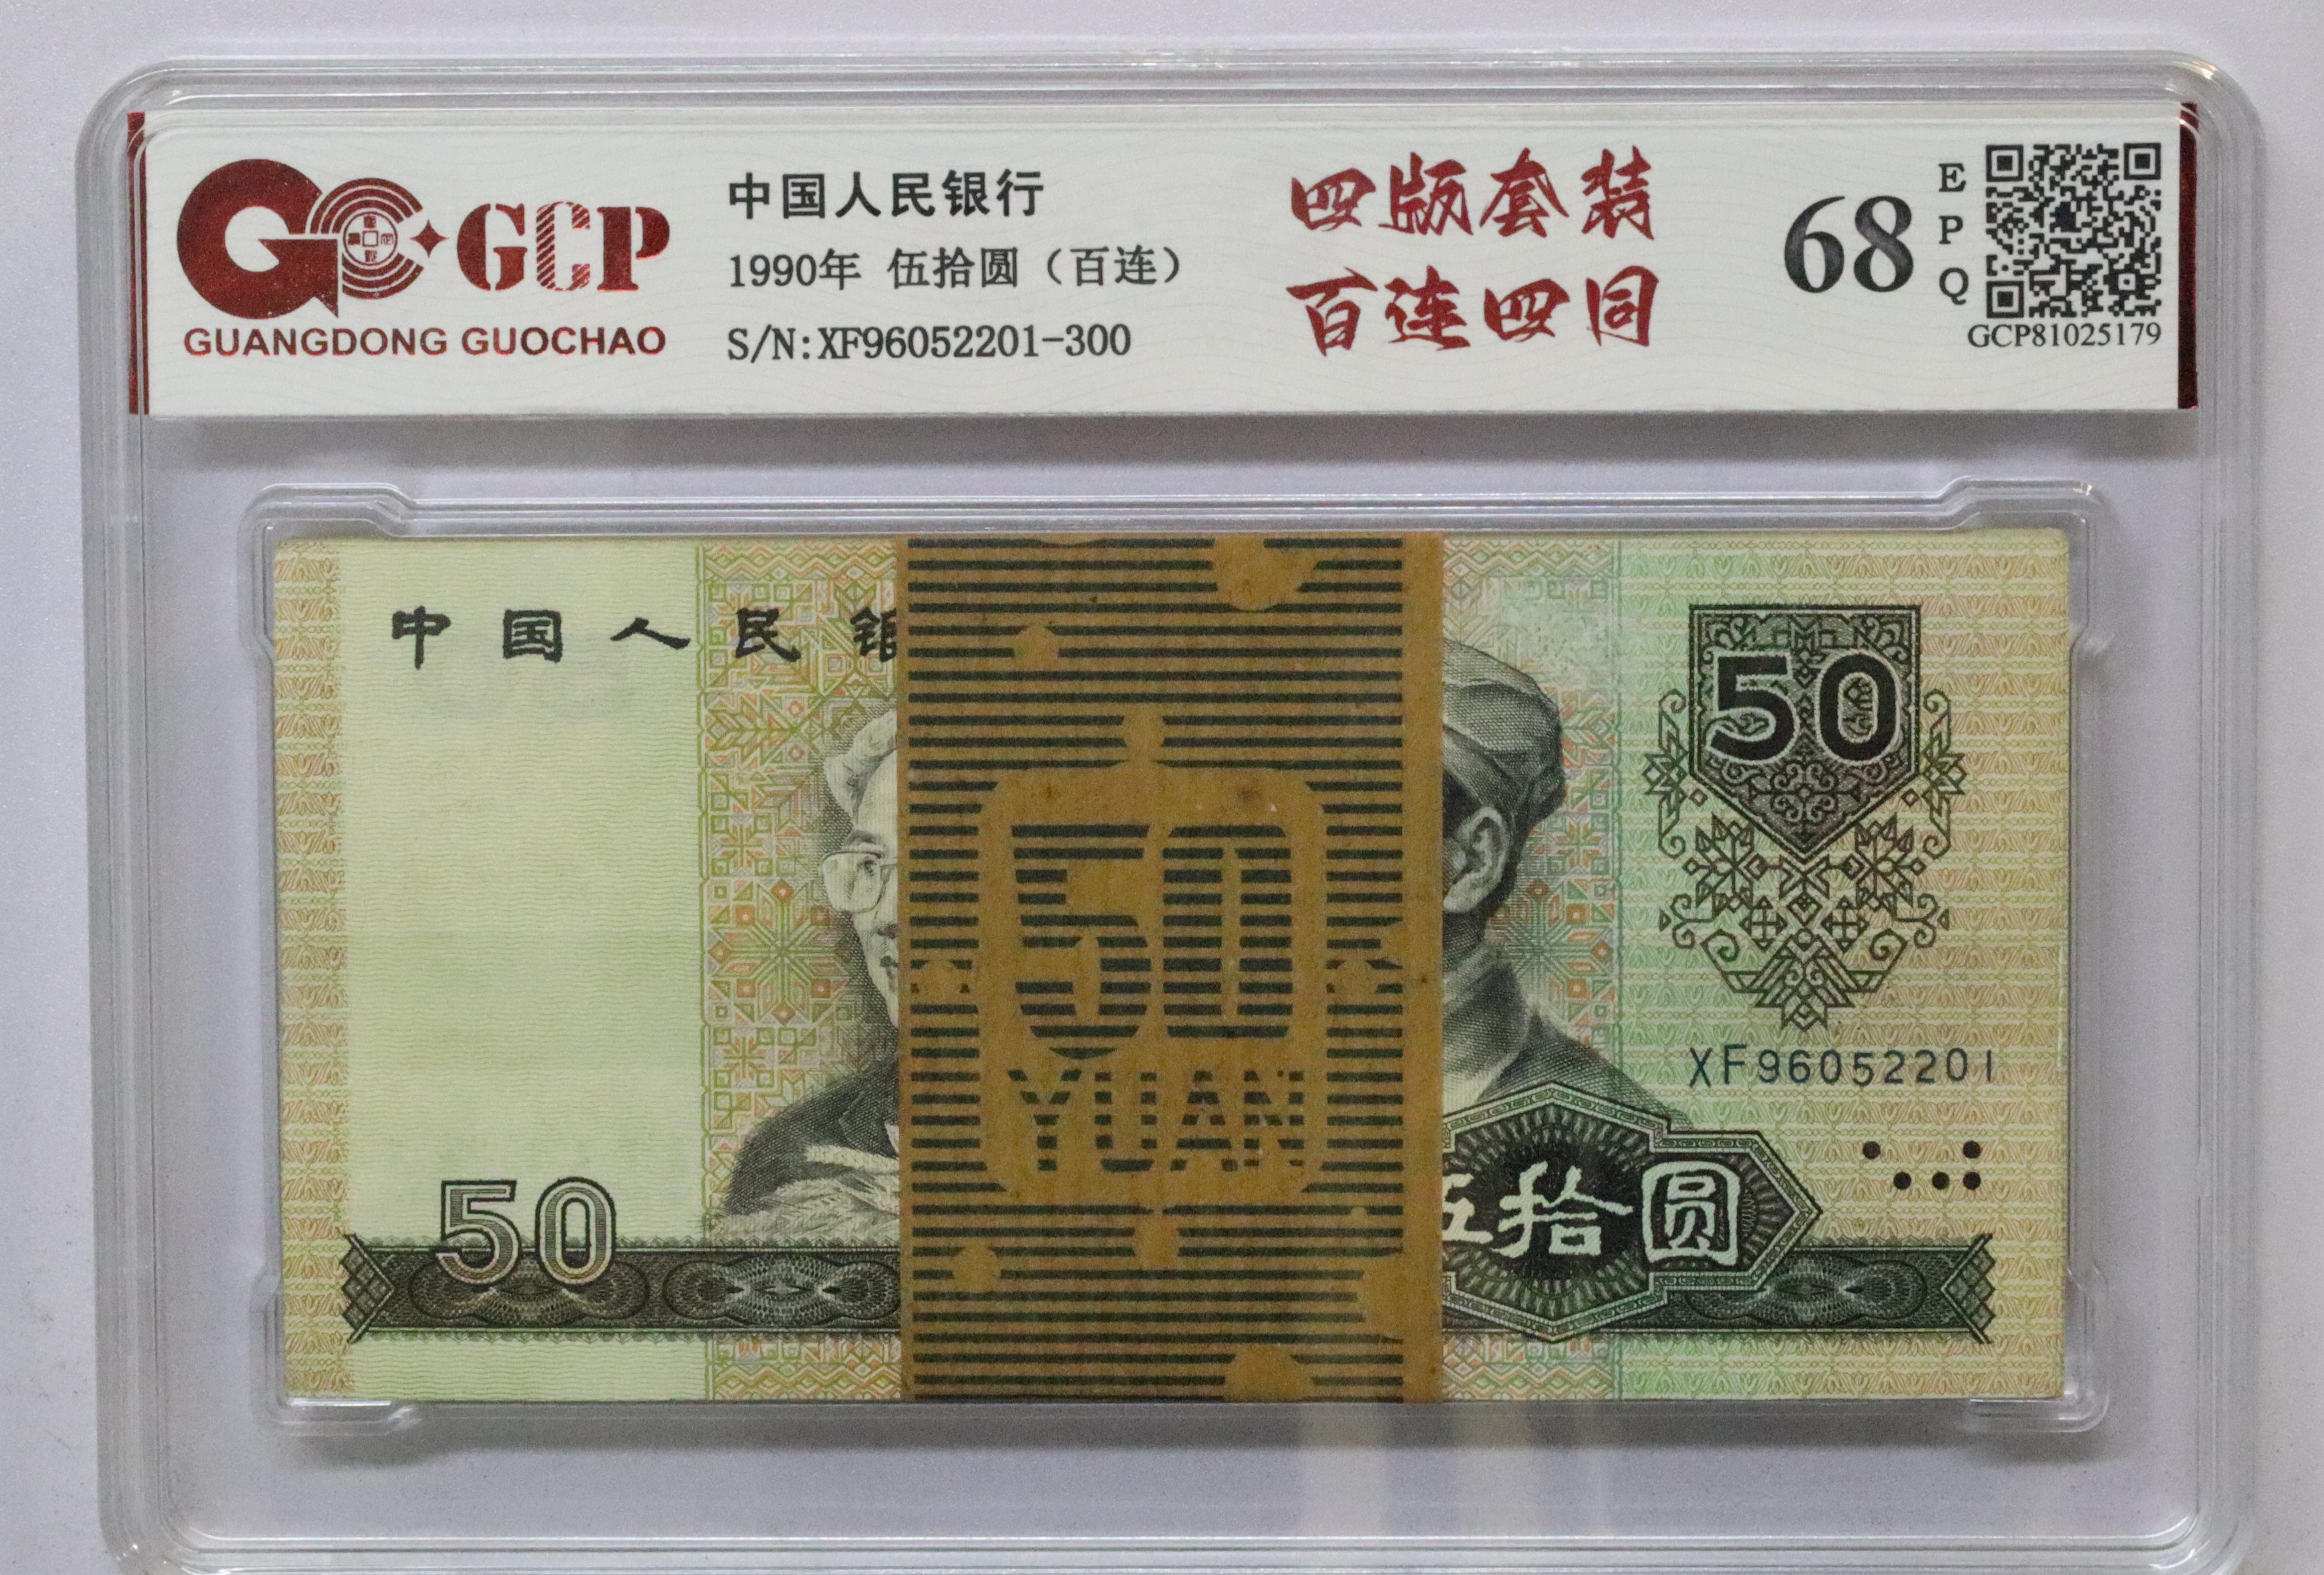 GCP
GUANGDONG GUOCHAO
中国人民银行
1990年 伍拾圆（百连）
S/N:XF96052201-300
四版套装
百连四同
68
EPQ
GCP81025179
中国人民银
50
50
YUAN
XF96052201
50
伍拾圆